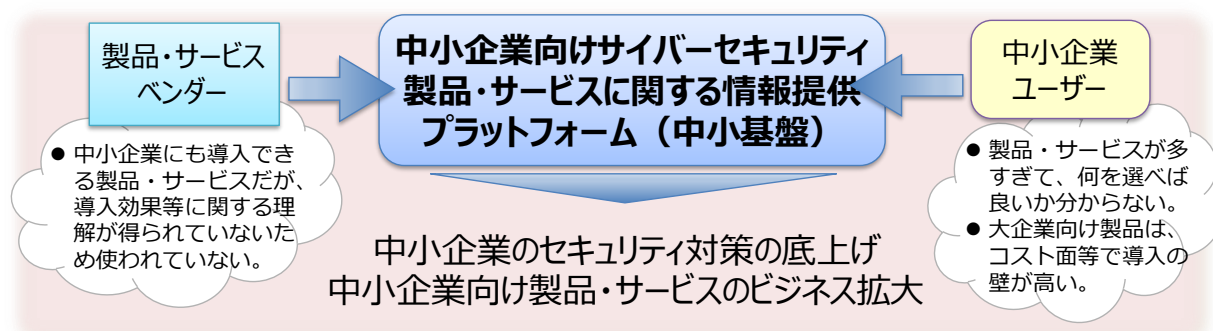 製品・サービス
ベンダー
中小企業向けサイバーセキュリティ
製品・サービスに関する情報提供
プラットフォーム（中小基盤）
中小企業
ユーザー
● 中小企業にも導入でき
る製品・サービスだが、
導入効果等に関する理
解が得られていないた
め使われていない。
● 製品・サービスが多
すぎて、何を選べば
良いか分からない。
● 大企業向け製品は、
コスト面等で導入の
壁が高い。
中小企業のセキュリティ対策の底上げ
中小企業向け製品・サービスのビジネス拡大